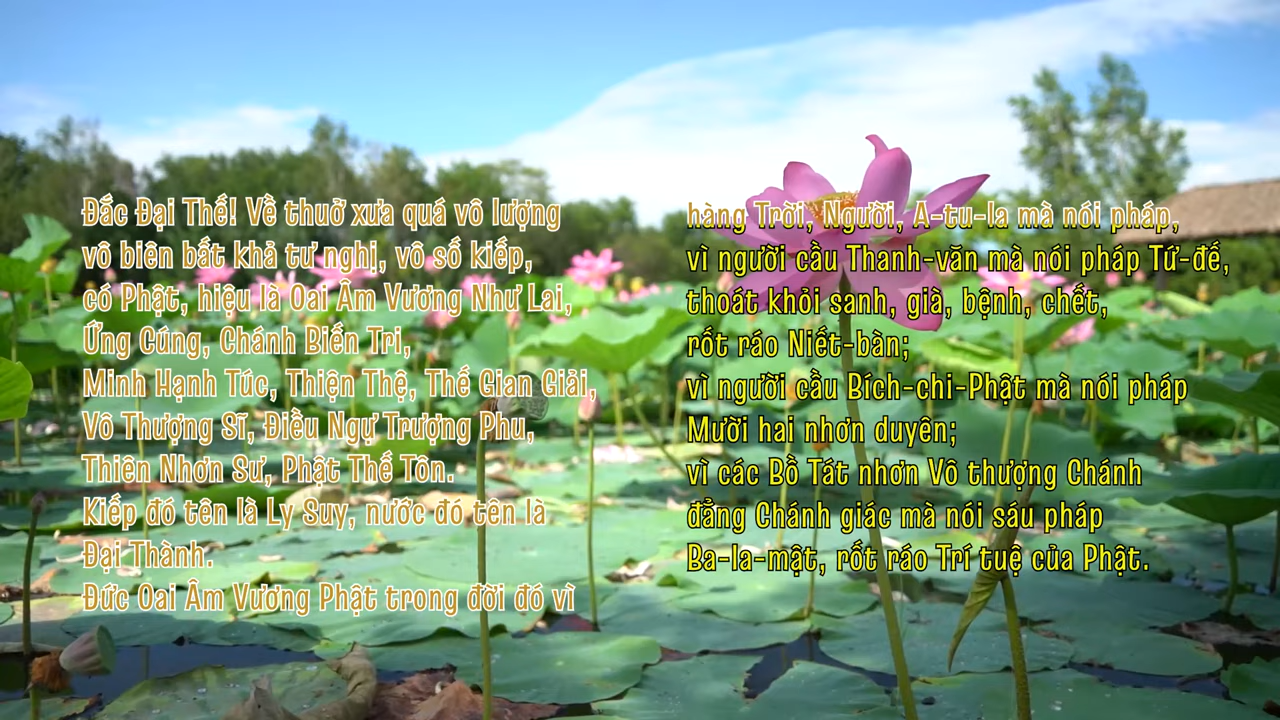 Đắc Đại Thế! Về thuở xưa quá vô lượng
vô biên bất khả tư nghị, vô số kiếp,
có Phật, hiệu là Oai Âm Vương Như Lai,
Ứng Cúng, Chánh Biến Tri,
Minh Hạnh Túc, Thiện Thệ, Thế Gian Giải,
Vô Thượng Sĩ, Điều Ngự Trượng Phu,
Thiên Nhơn Sư, Phật Thế Tôn.
Kiếp đó tên là Ly Suy, nước đó tên là
Đại Thành.
Đức Oai Âm Vương Phật trong đời đó vì
hàng Trời, Người, A-tu-la mà nói pháp,
vì người cầu Thanh-văn mà nói pháp Tứ-đế,
thoát khỏi sanh, già, bệnh, chết,
rốt ráo Niết-bàn;
vì người cầu Bích-chi-Phật mà nói pháp
Mười hai nhơn duyên;
vì các Bồ Tát nhơn Vô thượng Chánh
đẳng Chánh giác mà nói sáu pháp
Ba-la-mật, rốt ráo Trí tuệ của Phật.